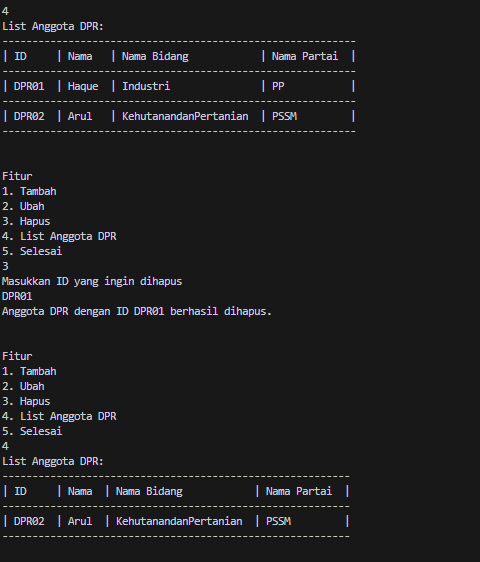 4
List Anggota DPR:
-----------------------------------------------------------
| ID     | Nama   | Nama Bidang            | Nama Partai  |
-----------------------------------------------------------
| DPR01  | Haque  | Industri               | PP           |
-----------------------------------------------------------
| DPR02  | Arul   | KehutanandanPertanian  | PSSM         |
-----------------------------------------------------------
Fitur
1. Tambah
2. Ubah
3. Hapus
4. List Anggota DPR
5. Selesai
3
Masukkan ID yang ingin dihapus
DPR01
Anggota DPR dengan ID DPR01 berhasil dihapus.
Fitur
1. Tambah
2. Ubah
3. Hapus
4. List Anggota DPR
5. Selesai
4
List Anggota DPR:
----------------------------------------------------------
| ID     | Nama  | Nama Bidang            | Nama Partai  |
----------------------------------------------------------
| DPR02  | Arul  | KehutanandanPertanian  | PSSM         |
----------------------------------------------------------